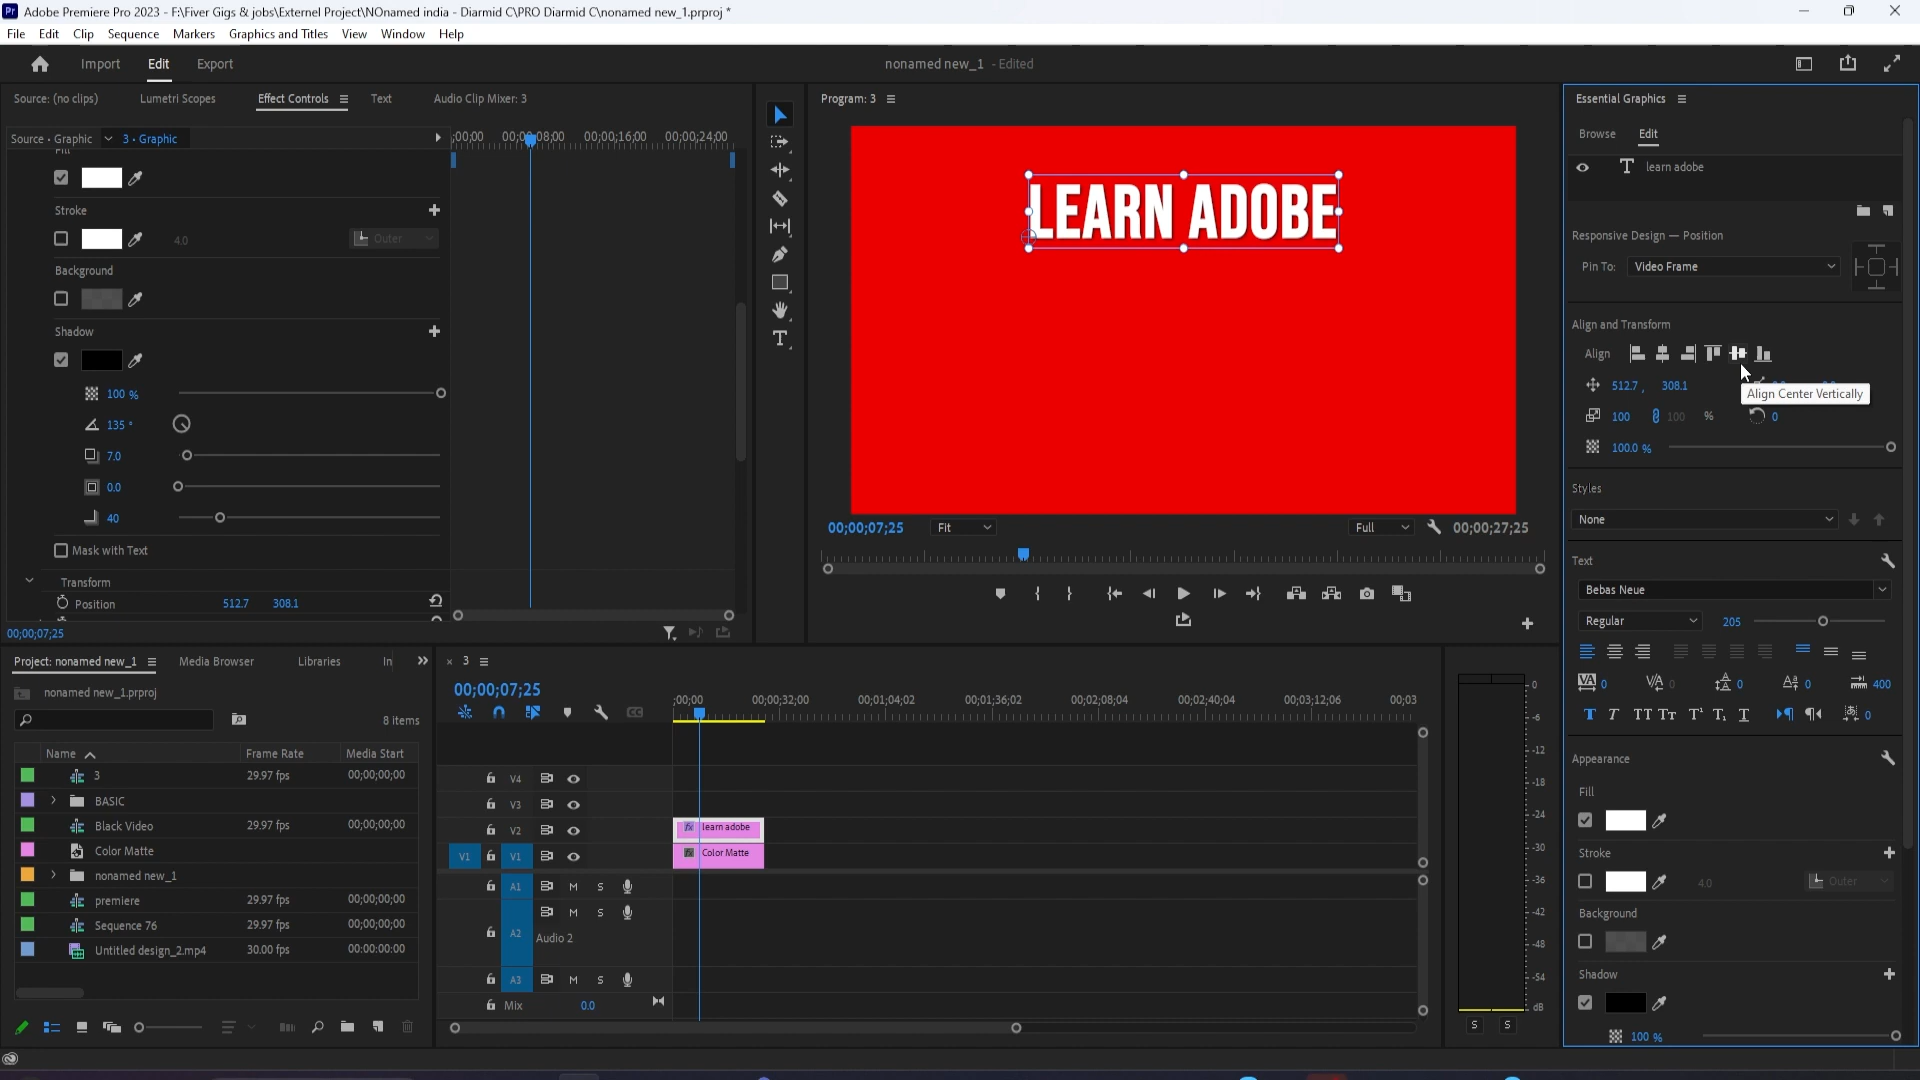 Pr Adobe Premiere Pro 2023 - F:\Fiver Gigs & jobs\Externel Project\NOnamed india - Diarmid C\PRO Diarmid C\nonamed new_1.prproj *
File Edit Clip Sequence Markers Graphics and Titles View Window Help
Import Edit Export nonamed new_1 - Edited
Source: (no clips) Lumetri Scopes Effect Controls Text Audio Clip Mixer: 3
Source • Graphic 3 • Graphic ;00;00 00;00;08;00 00;00;16;00 00;00;24;00
Fill
Stroke
4.0 Outer
Background
Shadow
100 %
135 °
7.0
0.0
40
Mask with Text
Transform
Position 512.7 308.1
00;00;07;25
Program: 3
LEARN ADOBE
00;00;07;25 Fit Full 00;00;27;25
Essential Graphics
Browse Edit
learn adobe
Responsive Design — Position
Pin To: Video Frame
Align and Transform
Align
512.7 , 308.1
Align Center Vertically
100 100 % 0
100.0 %
Styles
None
Text
Bebas Neue
Regular 205
0 0 0 0 400
0
Appearance
Fill
Stroke
4.0 Outer
Background
Shadow
100 %
Project: nonamed new_1 Media Browser Libraries In
nonamed new_1.prproj
8 items
Name Frame Rate Media Start
3 29.97 fps 00;00;00;00
BASIC
Black Video 29.97 fps 00;00;00;00
Color Matte
nonamed new_1
premiere 29.97 fps 00;00;00;00
Sequence 76 29.97 fps 00;00;00;00
Untitled design_2.mp4 30.00 fps 00:00:00:00
× 3
00;00;07;25
;00;00 00;00;32;00 00;01;04;02 00;01;36;02 00;02;08;04 00;02;40;04 00;03;12;06 00;03
V4
V3
V2 fx learn adobe
V1 V1 fx Color Matte
A1 M S
M S
A2 Audio 2
A3 M S
Mix 0.0
0
-6
-12
-18
-24
-30
-36
-42
-48
-54
dB
S S